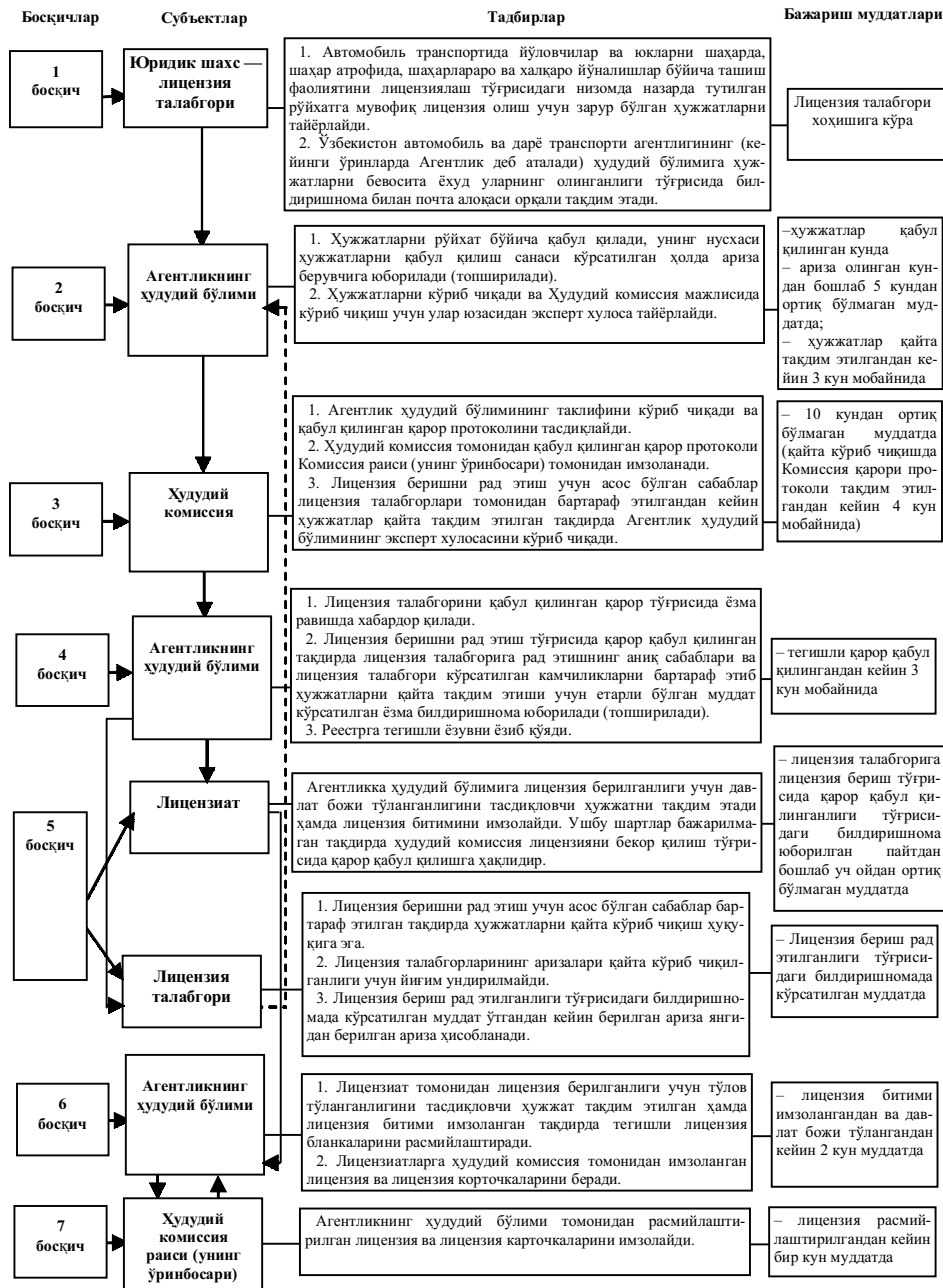 Босқичлар Субъектлар Тадбирлар Бажариш муддатлари
1
босқич
Юридик шахс —
лицензия
талабгори
1. Автомобиль транспортида йўловчилар ва юкларни шаҳарда,
шаҳар атрофида, шаҳарлараро ва халқаро йўналишлар бўйича ташиш
фаолиятини лицензиялаш тўғрисидаги низомда назарда тутилган
рўйхатга мувофиқ лицензия олиш учун зарур бўлган ҳужжатларни
тайёрлайди.
2. Ўзбекистон автомобиль ва дарё транспорти агентлигининг (ке-
йинги ўринларда Агентлик деб аталади) ҳудудий бўлимига ҳуж-
жатларни бевосита ёхуд уларнинг олинганлиги тўғрисида бил-
диришнома билан почта алоқаси орқали тақдим этади.
Лицензия талабгори
хоҳишига кўра
2
босқич
Агентликнинг
ҳудудий бўлими
1. Ҳужжатларни рўйхат бўйича қабул қилади, унинг нусхаси
ҳужжатларни қабул қилиш санаси кўрсатилган ҳолда ариза
берувчига юборилади (топширилади).
2. Ҳужжатларни кўриб чиқади ва Ҳудудий комиссия мажлисида
кўриб чиқиш учун улар юзасидан эксперт хулоса тайёрлайди.
–ҳужжатлар қабул
қилинган кунда
– ариза олинган кун-
дан бошлаб 5 кундан
ортиқ бўлмаган муд-
датда;
– ҳужжатлар қайта
тақдим этилгандан ке-
йин 3 кун мобайнида
3
босқич
Ҳудудий
комиссия
1. Агентлик ҳудудий бўлимининг таклифини кўриб чиқади ва
қабул қилинган қарор протоколини тасдиқлайди.
2. Ҳудудий комиссия томонидан қабул қилинган қарор протоколи
Комиссия раиси (унинг ўринбосари) томонидан имзоланади.
3. Лицензия беришни рад этиш учун асос бўлган сабаблар
лицензия талабгорлари томонидан бартараф этилгандан кейин
ҳужжатлар қайта тақдим этилган тақдирда Агентлик ҳудудий
бўлимининг эксперт хулосасини кўриб чиқади.
– 10 кундан ортиқ
бўлмаган муддатда
(қайта кўриб чиқишда
Комиссия қарори про-
токоли тақдим этил-
гандан кейин 4 кун
мобайнида)
4
босқич
Агентликнинг
ҳудудий бўлими
1. Лицензия талабгорини қабул қилинган қарор тўғрисида ёзма
равишда хабардор қилади.
2. Лицензия беришни рад этиш тўғрисида қарор қабул қилинган
тақдирда лицензия талабгорига рад этишнинг аниқ сабаблари ва
лицензия талабгори кўрсатилган камчиликларни бартараф этиб
ҳужжатларни қайта тақдим этиши учун етарли бўлган муддат
кўрсатилган ёзма билдиришнома юборилади (топширилади).
3. Реестрга тегишли ёзувни ёзиб қўяди.
– тегишли қарор қабул
қилингандан кейин 3
кун мобайнида
5
босқич
Лицензиат
Агентликка ҳудудий бўлимига лицензия берилганлиги учун дав-
лат божи тўланганлигини тасдиқловчи ҳужжатни тақдим этади
ҳамда лицензия битимини имзолайди. Ушбу шартлар бажарилма-
ган тақдирда ҳудудий комиссия лицензияни бекор қилиш тўғри-
сида қарор қабул қилишга ҳақлидир.
– лицензия талабгорига
лицензия бериш тўғри-
сида қарор қабул қи-
линганлиги тўғриси-
даги билдиришнома
юборилган пайтдан
бошлаб уч ойдан ортиқ
бўлмаган муддатда
Лицензия
талабгори
1. Лицензия беришни рад этиш учун асос бўлган сабаблар бар-
тараф этилган тақдирда ҳужжатларни қайта кўриб чиқиш ҳуқу-
қига эга.
2. Лицензия талабгорларининг аризалари қайта кўриб чиқил-
ганлиги учун йиғим ундирилмайди.
3. Лицензия бериш рад этилганлиги тўғрисидаги билдиришно-
мада кўрсатилган муддат ўтгандан кейин берилган ариза янги-
дан берилган ариза ҳисобланади.
– Лицензия бериш рад
этилганлиги тўғриси-
даги билдиришномада
кўрсатилган муддатда
6
босқич
Агентликнинг
ҳудудий бўлими
1. Лицензиат томонидан лицензия берилганлиги учун тўлов
тўланганлигини тасдиқловчи ҳужжат тақдим этилган ҳамда
лицензия битими имзоланган тақдирда тегишли лицензия
бланкаларини расмийлаштиради.
2. Лицензиатларга ҳудудий комиссия томонидан имзоланган
лицензия ва лицензия корточкаларини беради.
– лицензия битими
имзолангандан ва дав-
лат божи тўлангандан
кейин 2 кун муддатда
7
босқич
Ҳудудий
комиссия
раиси (унинг
ўринбосари)
Агентликнинг ҳудудий бўлими томонидан расмийлашти-
рилган лицензия ва лицензия карточкаларини имзолайди.
– лицензия расмий-
лаштирилгандан кейин
бир кун муддатда